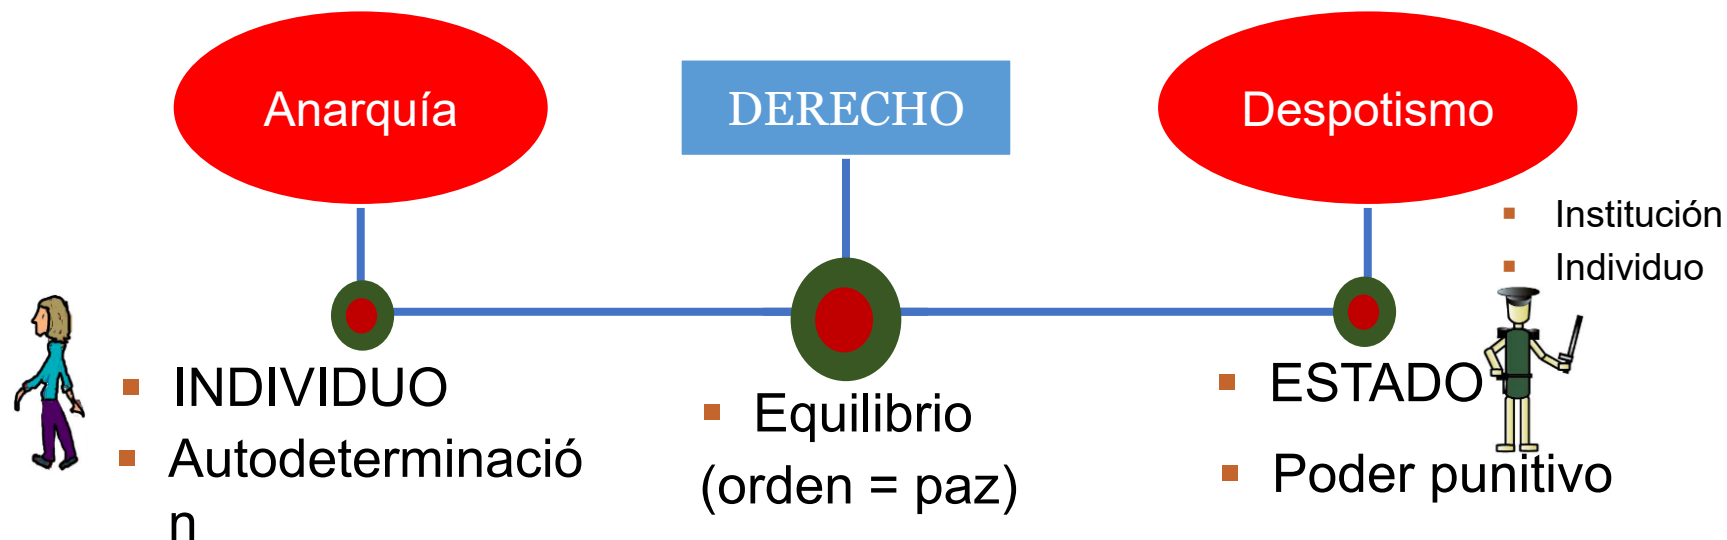 Anarquía
DERECHO
Despotismo
▪ Institución
▪ Individuo
▪ INDIVIDUO
▪ Autodeterminació
n
▪ Equilibrio
(orden = paz)
▪ ESTADO
▪ Poder punitivo